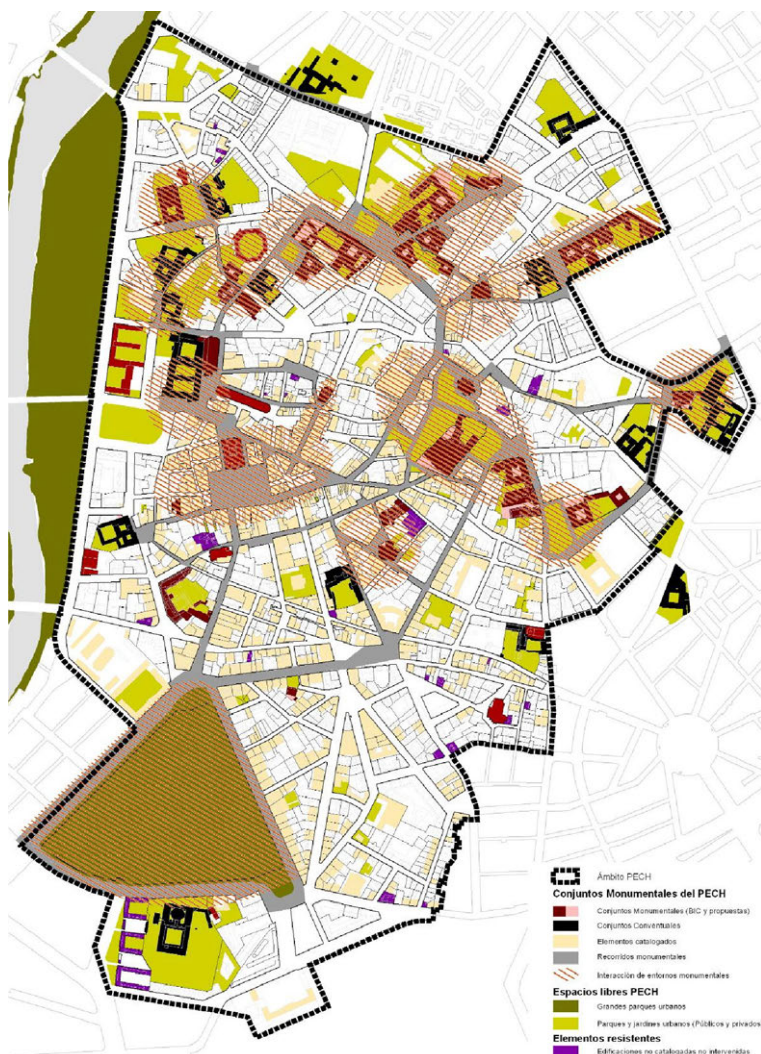 Ámbito PECH
Conjuntos Monumentales del PECH
Conjuntos Monumentales (BIC y propuestas)
Conjuntos Conventuales
Elementos catalogados
Recorridos monumentales
Interacción de entornos monumentales
Espacios libres PECH
Grandes parques urbanos
Parques y jardines urbanos (Públicos y privados)
Elementos resistentes
Edificaciones no catalogadas no intervenidas